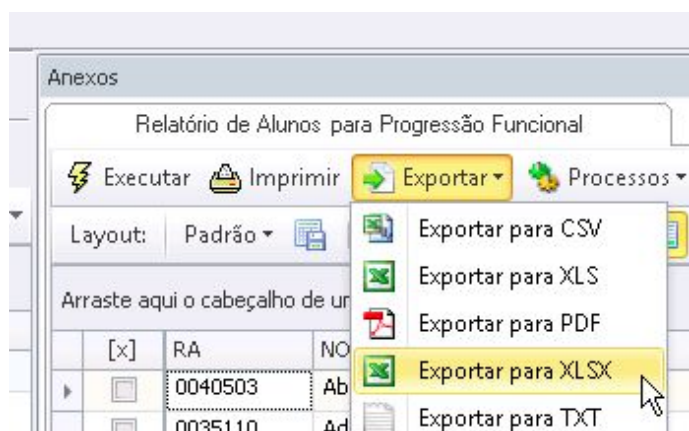 Anexos
Relatório de Alunos para Progressão Funcional
Executar Imprimir Exportar Processos
Layout: Padrão
Exportar para CSV
Exportar para XLS
Arraste aqui o cabeçalho de
Exportar para PDF
[x] RA NO
Exportar para XLSX
0040503 Ab
Exportar para TXT
0035110 Ad